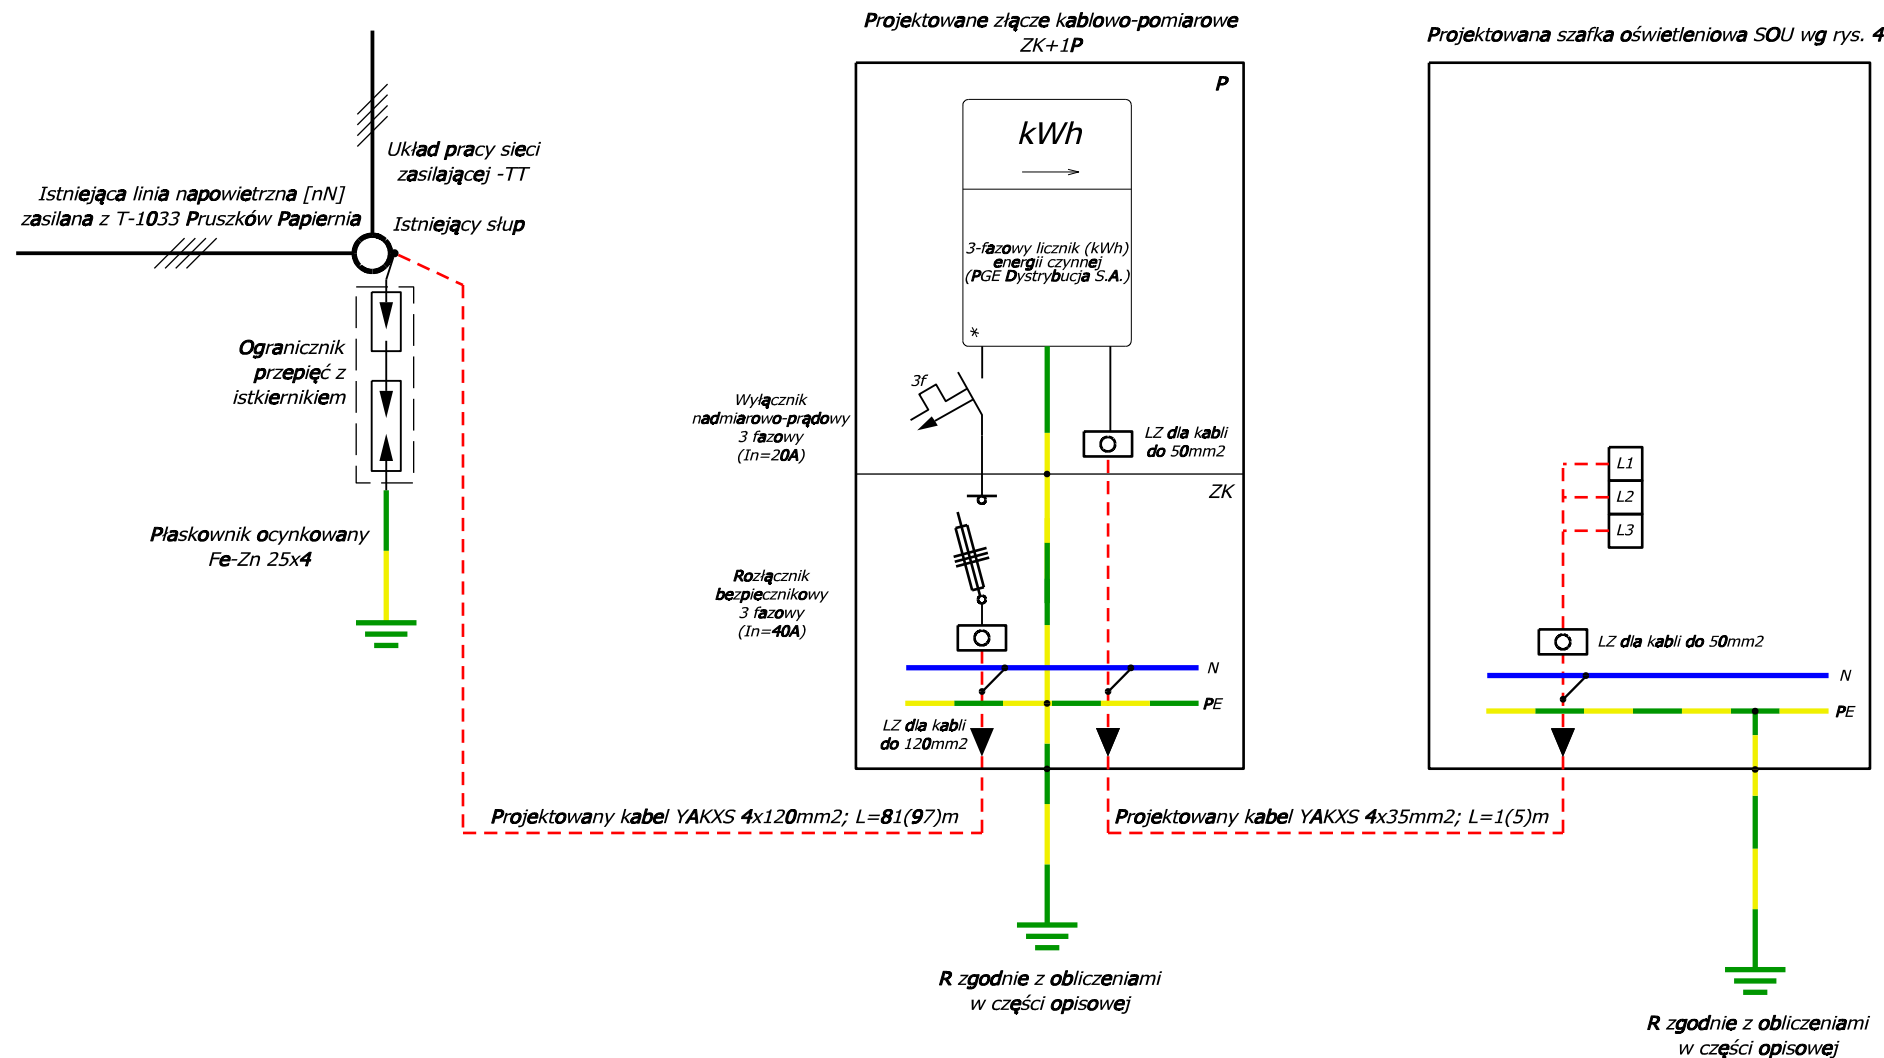 Projektowane złącze kablowo-pomiarowe
ZK+1P
Projektowana szafka oświetleniowa SOU wg rys. 4
P
kWh
Układ pracy sieci
zasilającej -TT
Istniejąca linia napowietrzna [nN]
zasilana z T-1033 Pruszków Papiernia
Istniejący słup
3-fazowy licznik (kWh)
energii czynnej
(PGE Dystrybucja S.A.)
*
Ogranicznik
przepięć z
istkiernikiem
3f
Wyłącznik
nadmiarowo-prądowy
3 fazowy
(In=20A)
LZ dla kabli
do 50mm2
ZK
L1
L2
L3
Płaskownik ocynkowany
Fe-Zn 25x4
Rozłącznik
bezpiecznikowy
3 fazowy
(In=40A)
LZ dla kabli do 50mm2
N
PE
N
PE
LZ dla kabli
do 120mm2
Projektowany kabel YAKXS 4x120mm2; L=81(97)m
Projektowany kabel YAKXS 4x35mm2; L=1(5)m
R zgodnie z obliczeniami
w części opisowej
R zgodnie z obliczeniami
w części opisowej